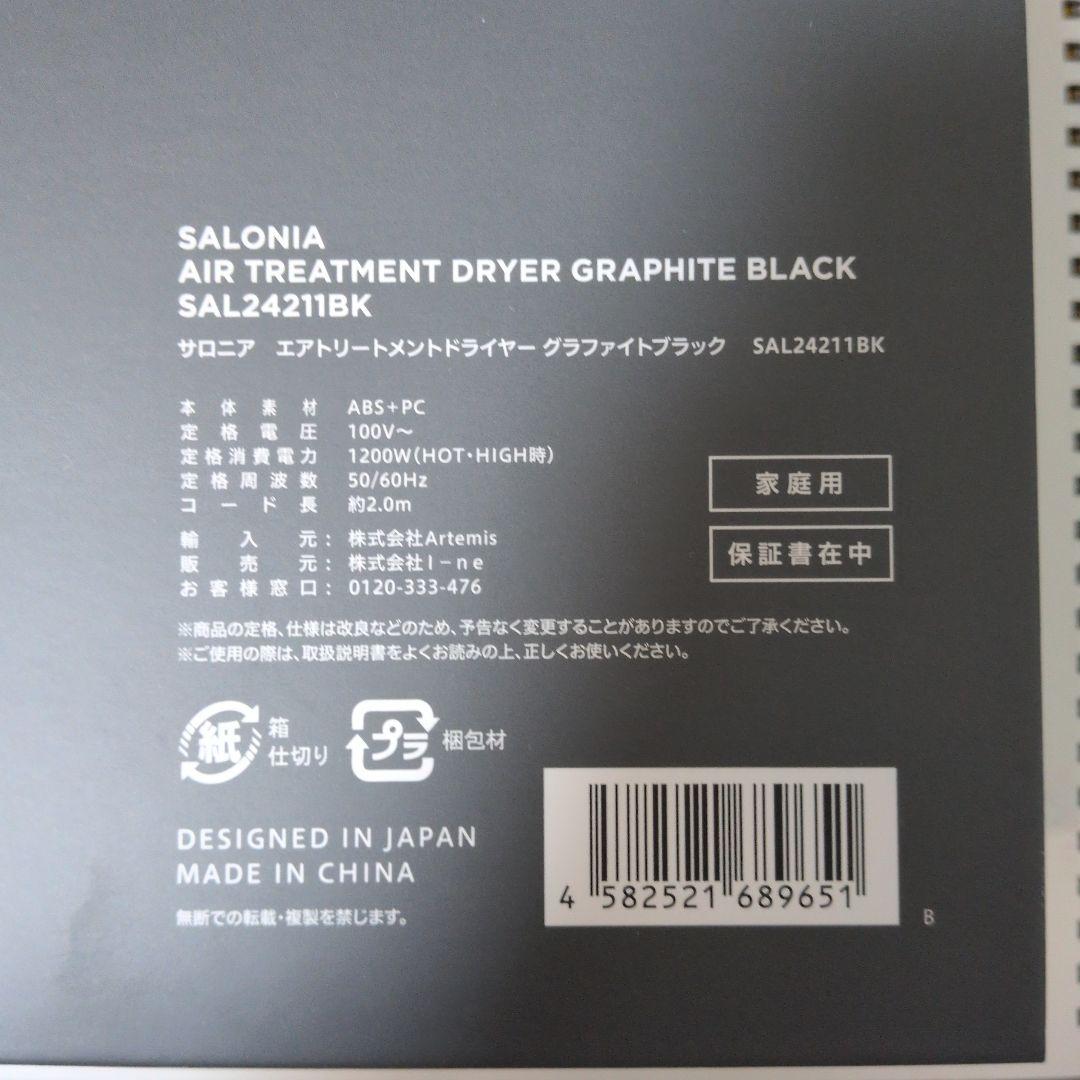 SALONIA
AIR TREATMENT DRYER GRAPHITE BLACK
SAL24211BK
サロニア エアトリートメントドライヤー グラファイトブラック SAL24211BK
本体素材 ABS+PC
定格電圧 100V～
定格消費電力 1200W(HOT・HIGH時)
定格周波数 50/60Hz
コード長 約2.0m
輸入元: 株式会社Artemis
販売元: 株式会社I-ne
お客様窓口: 0120-333-476
家庭用
保証書在中
※商品の定格、仕様は改良などのため、予告なく変更することがありますのでご了承ください。
※ご使用の際は、取扱説明書をよくお読みの上、正しくお使いください。
紙 箱 仕切り
プラ 梱包材
DESIGNED IN JAPAN
MADE IN CHINA
無断での転載・複製を禁じます。
4 582521 689651
B